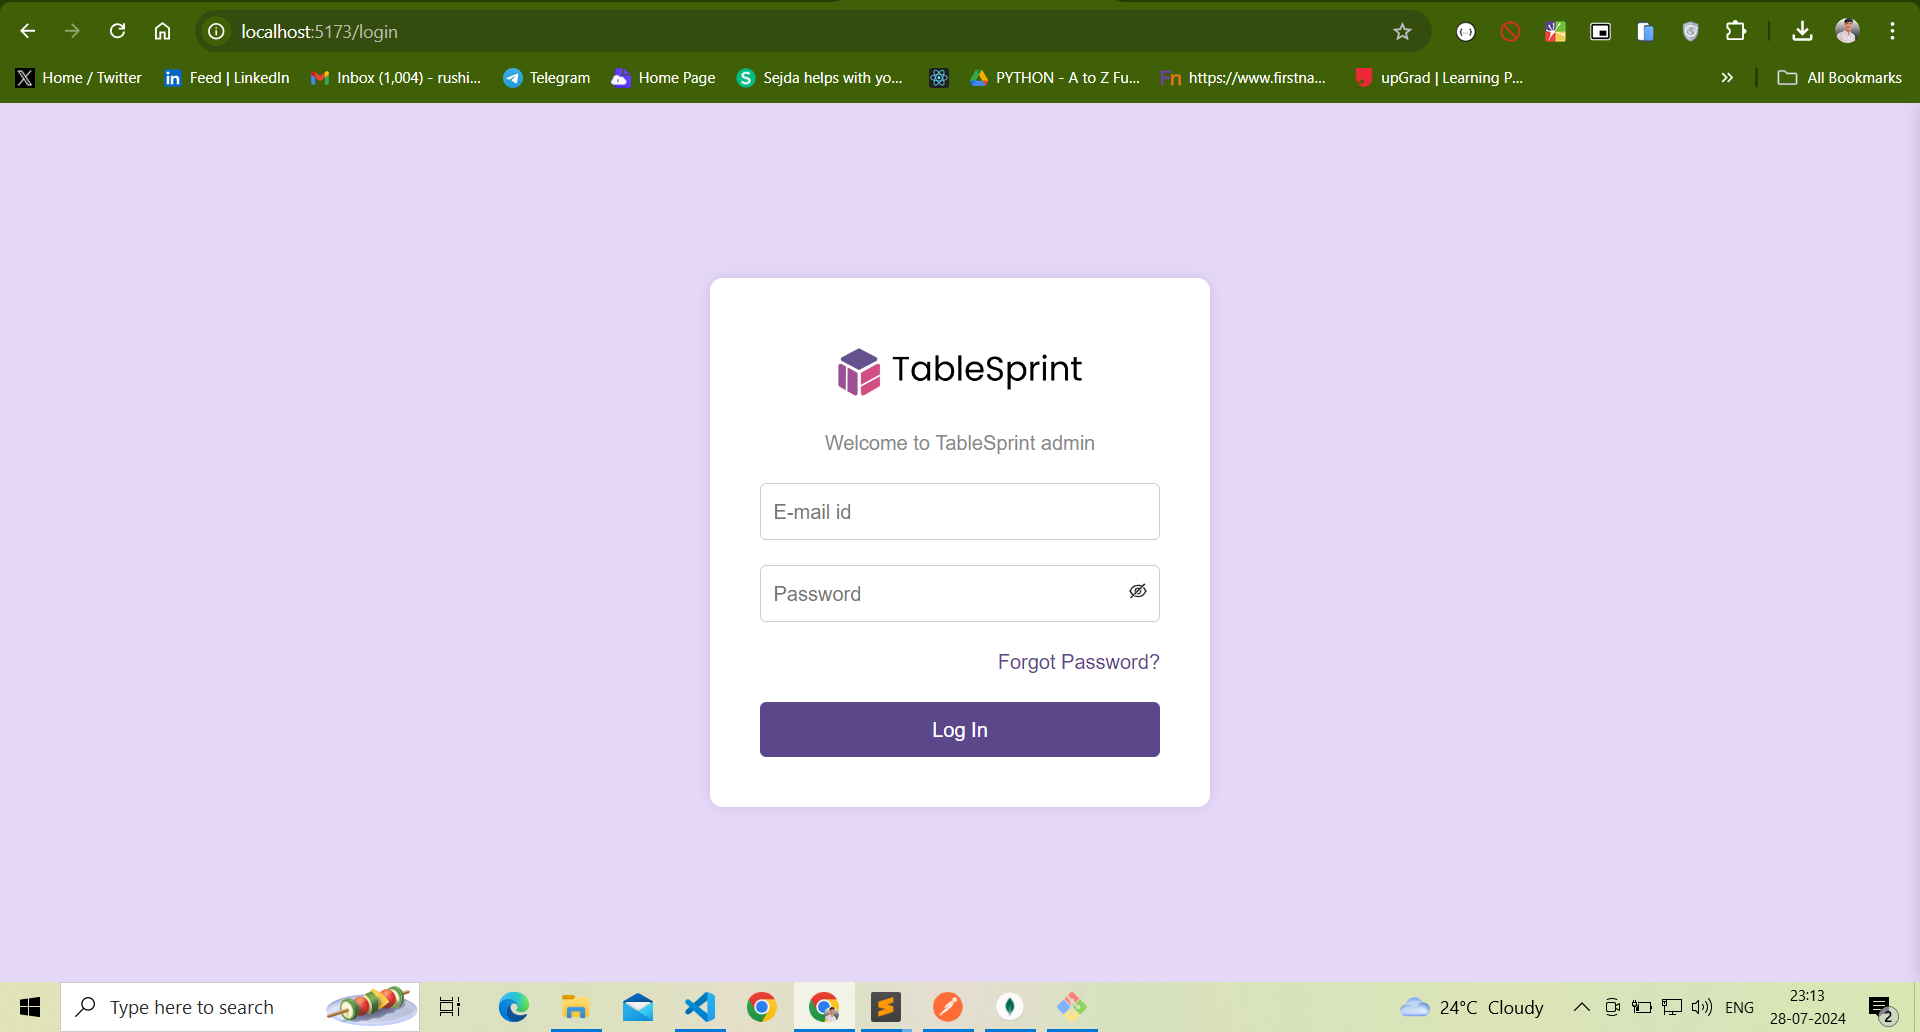 localhost:5173/login
Home / Twitter
Feed | LinkedIn
Inbox (1,004) - rushi...
Telegram
Home Page
Sejda helps with yo...
PYTHON - A to Z Fu...
https://www.firstna...
upGrad | Learning P...
All Bookmarks
TableSprint
Welcome to TableSprint admin
E-mail id
Password
Forgot Password?
Log In
Type here to search
24°C Cloudy
ENG
23:13
28-07-2024
2